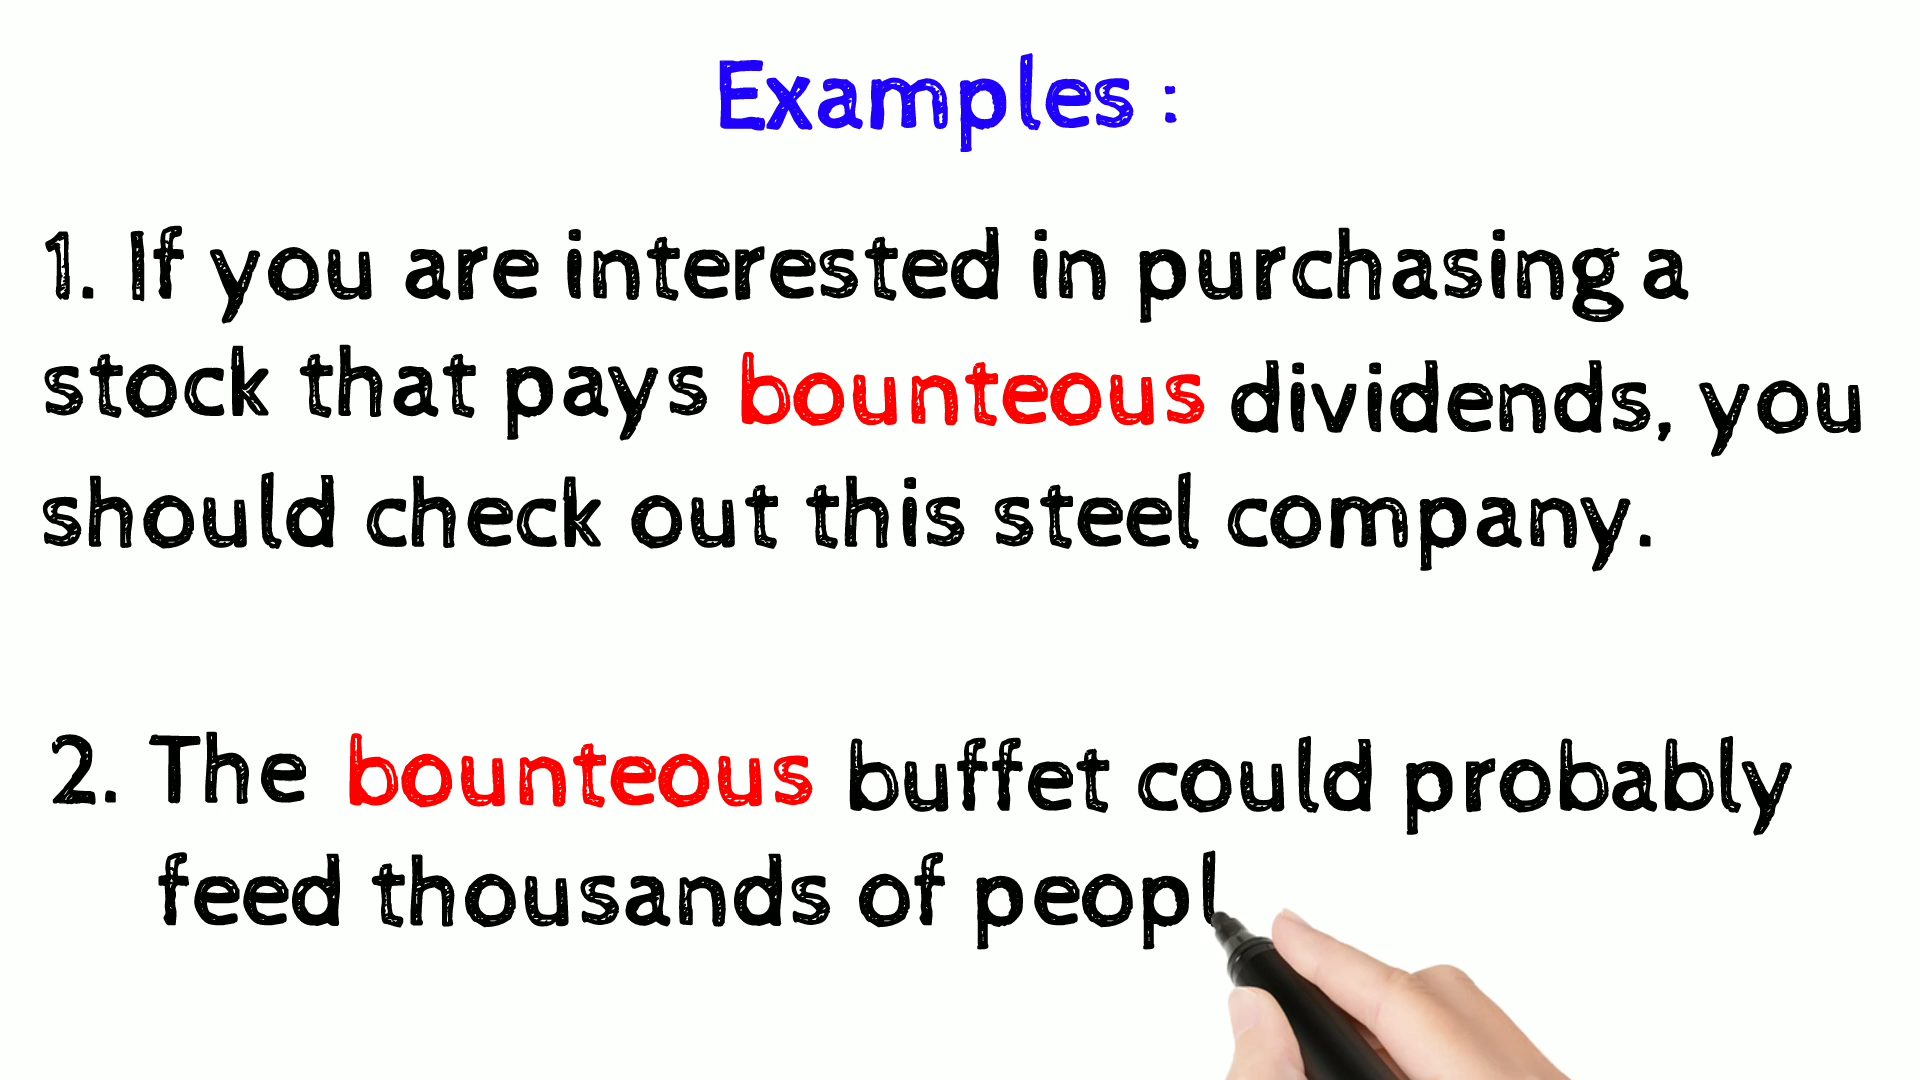 Examples :
1. If you are interested in purchasing a
stock that pays bounteous dividends, you
should check out this steel company.
2. The bounteous buffet could probably
feed thousands of peopl